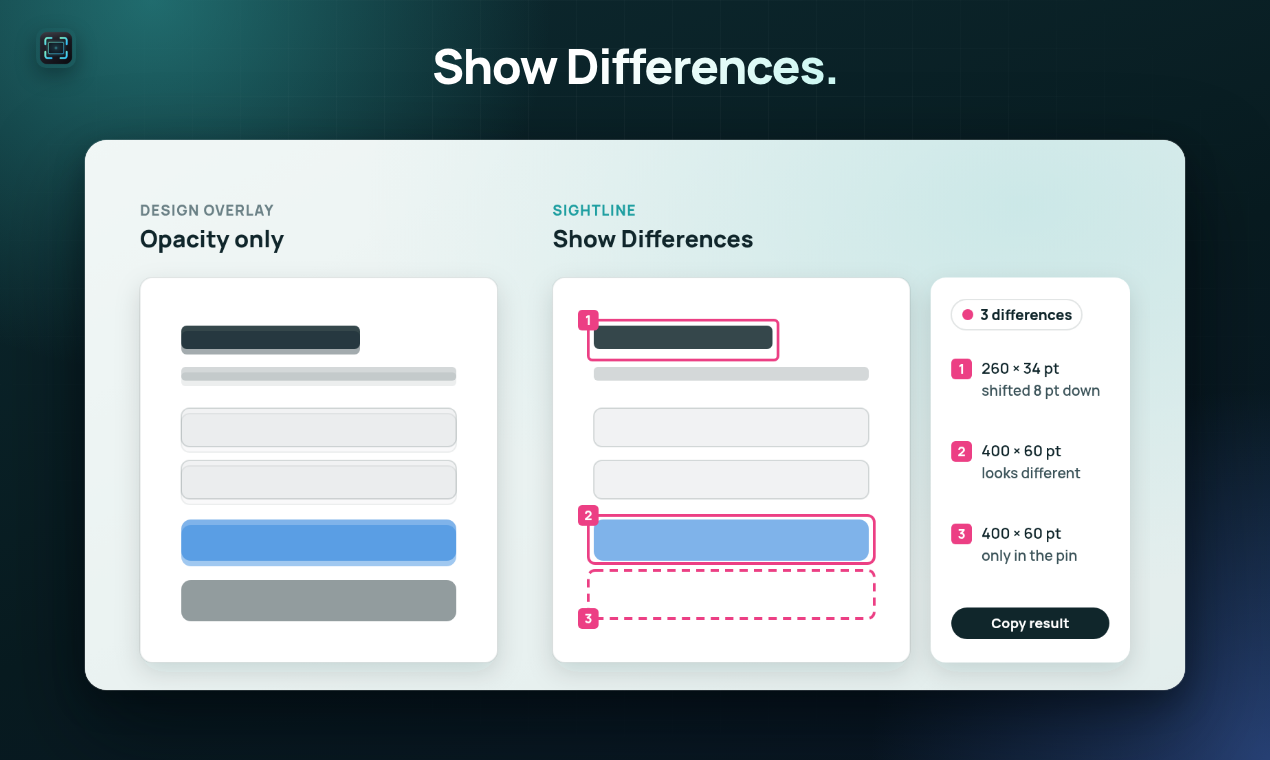 Show Differences.
DESIGN OVERLAY
Opacity only
SIGHTLINE
Show Differences
1
2
3
3 differences
1 260 × 34 pt
shifted 8 pt down
2 400 × 60 pt
looks different
3 400 × 60 pt
only in the pin
Copy result